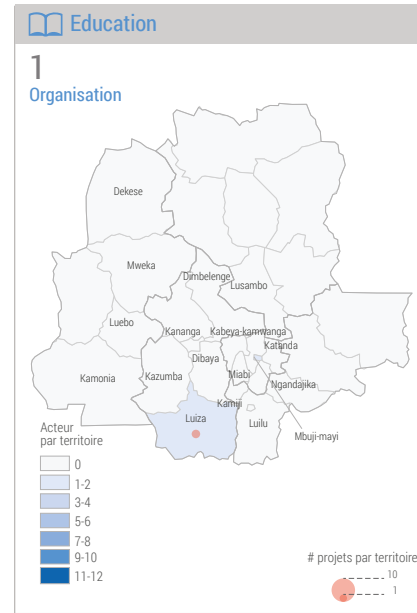 Education
1
Organisation
Dekese
Mweka
Dimbelenge
Lusambo
Luebo
Kananga
Kabeya-kamwanga
Katanda
Dibaya
Kamonia
Kazumba
Miabi
Ngandajika
Kamiji
Luiza
Luilu
Mbuji-mayi
Acteur
par territoire
0
1-2
3-4
5-6
7-8
9-10
11-12
# projets par territoire
10
1